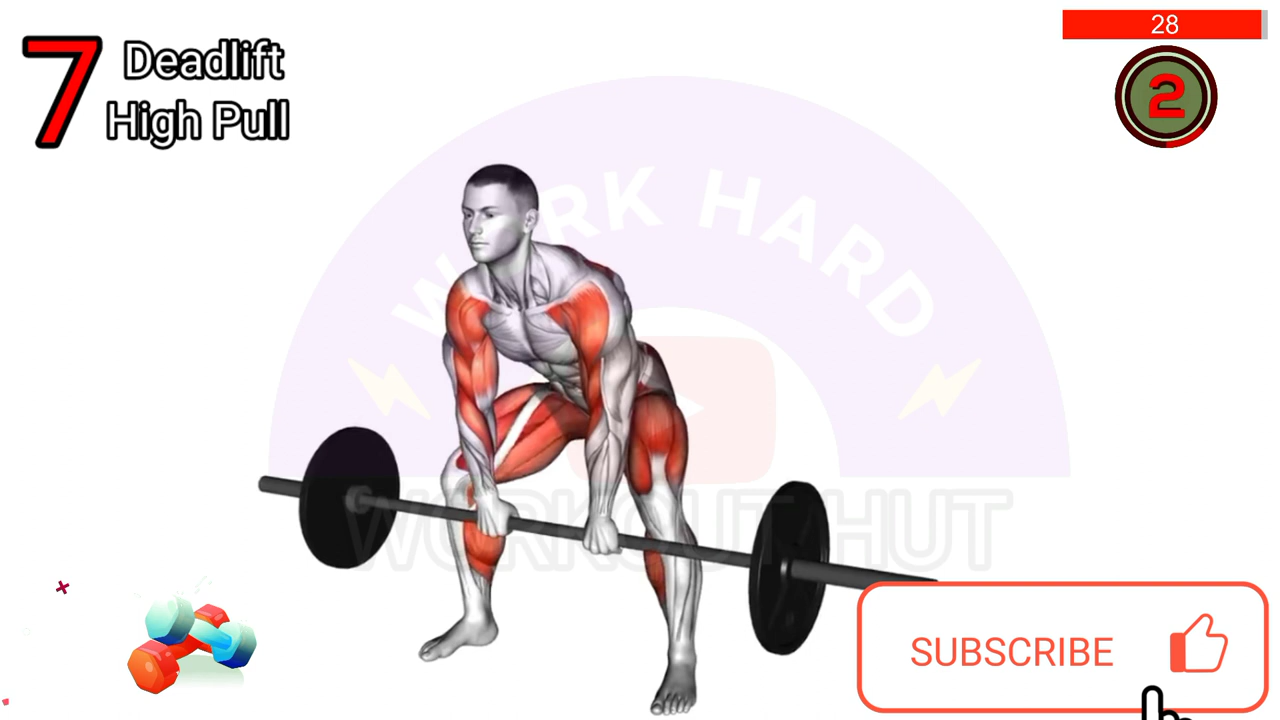 7
Deadlift
High Pull
28
2
WORK HARD
WORKOUT HUT
SUBSCRIBE